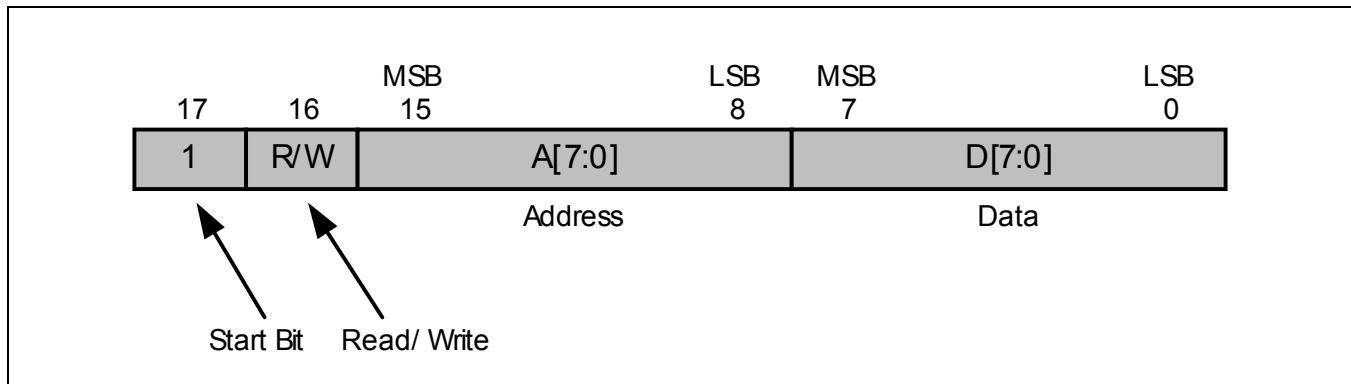 MSB LSB MSB LSB
17 16 15 8 7 0
1 R/W A[7:0] D[7:0]
Address Data
Start Bit Read/ Write